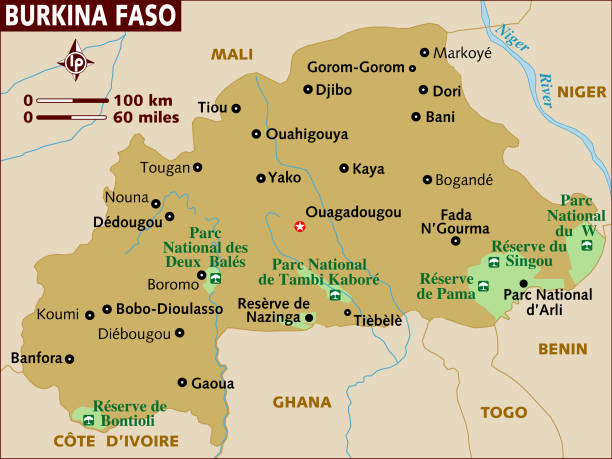 BURKINA FASO
MALI
Niger
River
Markoyé
Gorom-Gorom
Djibo
Dori
NIGER
LP
0 100 km
0 60 miles
Tiou
Bani
Ouahigouya
Tougan
Kaya
Yako
Bogandé
Nouna
Dédougou
Ouagadougou
Fada
N'Gourma
Parc
National
du W
Parc
National des
Deux Balés
Réserve du
Singou
Parc National
de Tambi Kaboré
Réserve
de Pama
Boromo
Parc National
d'Arli
Koumi
Bobo-Dioulasso
Resèrve de
Nazinga
Tièbèlè
Diébougou
Banfora
BENIN
Gaoua
GHANA
Réserve de
Bontioli
TOGO
CÔTE D'IVOIRE